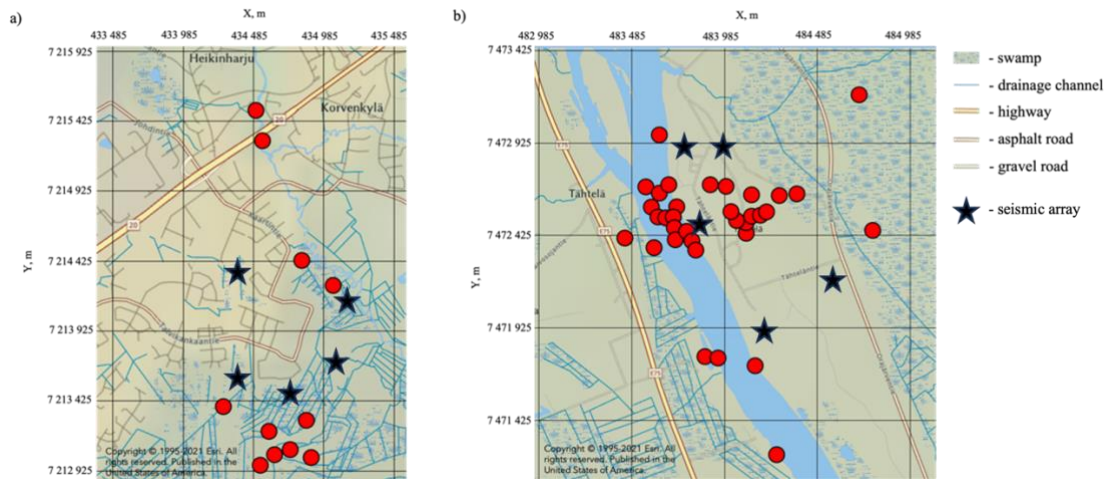 a)
X, m
433 485 433 985 434 485 434 985 435 485
7 215 925
Heikinharju
Korvenkylä
7 215 425
20
7 214 925
20
7 214 425
Y, m
7 213 925
Talvikankaantie
7 213 425
7 212 925
Copyright © 1995-2021 Esri. All
rights reserved. Published in the
United States of America.
b)
X, m
482 985 483 485 483 985 484 485 484 985
7 473 425
7 472 925
E75
Tähtelä
7 472 425
E75
Tähteläntie
Y, m
7 471 925
E75
7 471 425
Copyright © 1995-2021 Esri. All
rights reserved. Published in the
United States of America.
- swamp
- drainage channel
- highway
- asphalt road
- gravel road
- seismic array